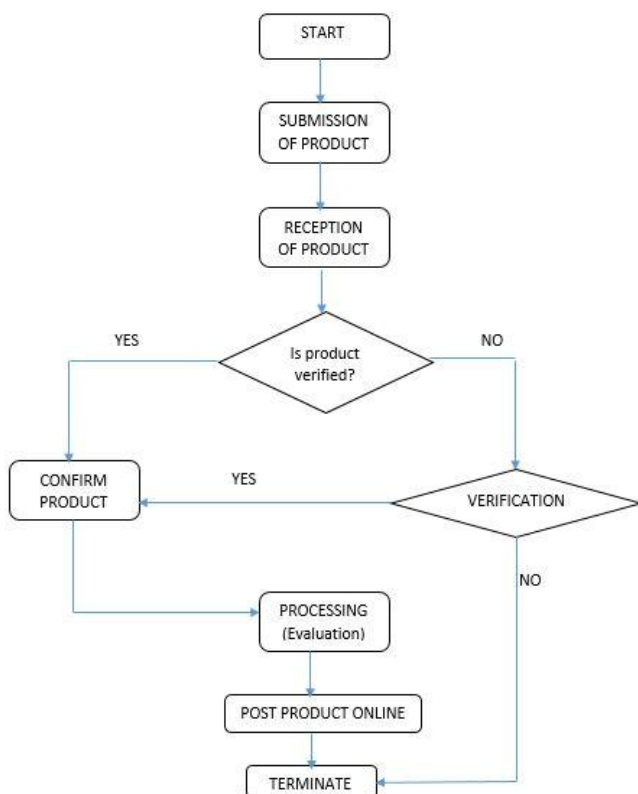 START
SUBMISSION
OF PRODUCT
RECEPTION
OF PRODUCT
YES
NO
Is product
verified?
CONFIRM
PRODUCT
YES
VERIFICATION
NO
PROCESSING
(Evaluation)
POST PRODUCT ONLINE
TERMINATE